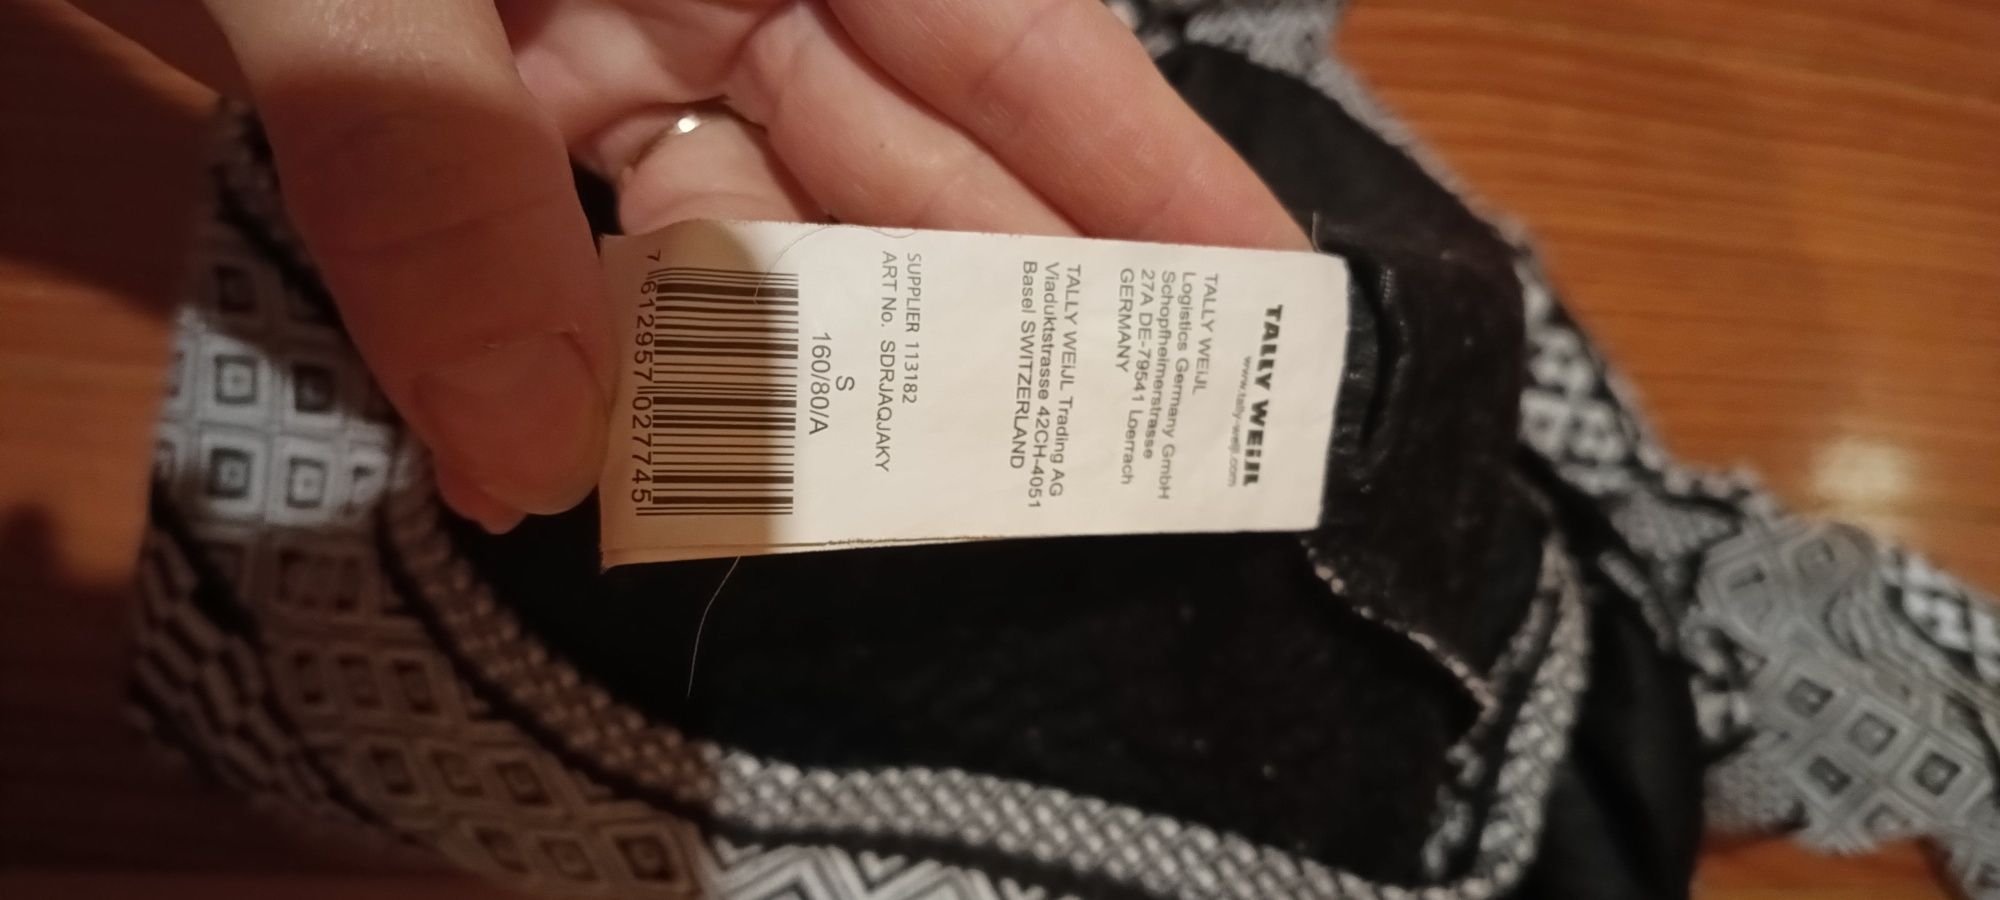 TALLY WEiJL
www.tally-weijl.com
TALLY WEiJL
Logistics Germany GmbH
Schopfheimerstrasse
27A DE-79541 Loerrach
GERMANY
TALLY WEiJL Trading AG
Viaduktstrasse 42CH-4051
Basel SWITZERLAND
SUPPLIER 113182
ART No. SDRJAQJAKY
S
160/80/A
7 612957 027745